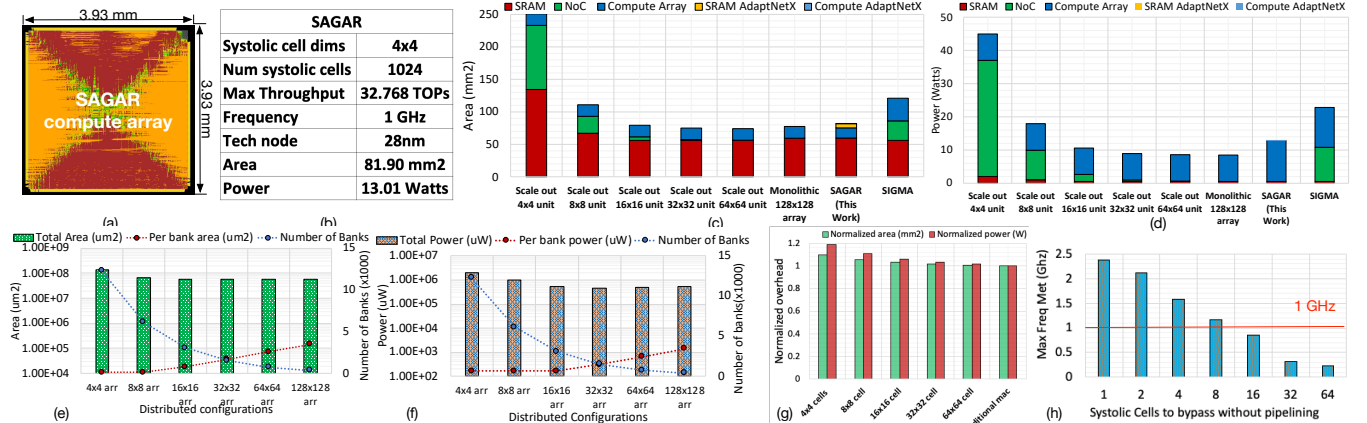 3.93 mm
3.93 mm
SAGAR
compute array
(a)
SAGAR
Systolic cell dims 4x4
Num systolic cells 1024
Max Throughput 32.768 TOPs
Frequency 1 GHz
Tech node 28nm
Area 81.90 mm2
Power 13.01 Watts
(b)
SRAM NoC Compute Array SRAM AdaptNetX Compute AdaptNetX
Area (mm2)
250
200
150
100
50
0
Scale out 4x4 unit
Scale out 8x8 unit
Scale out 16x16 unit
Scale out 32x32 unit
Scale out 64x64 unit
Monolithic 128x128 array
SAGAR (This Work)
SIGMA
(c)
SRAM NoC Compute Array SRAM AdaptNetX Compute AdaptNetX
Power (Watts)
50
40
30
20
10
0
Scale out 4x4 unit
Scale out 8x8 unit
Scale out 16x16 unit
Scale out 32x32 unit
Scale out 64x64 unit
Monolithic 128x128 array
SAGAR (This Work)
SIGMA
(d)
Total Area (um2) Per bank area (um2) Number of Banks
Area (um2)
1.00E+09
1.00E+08
1.00E+07
1.00E+06
1.00E+05
1.00E+04
15
10
5
0
Number of Banks (x1000)
4x4 arr 8x8 arr 16x16 arr 32x32 arr 64x64 arr 128x128 arr
Distributed configurations
(e)
Total Power (uW) Per bank power (uW) Number of Banks
Power (uW)
1.00E+07
1.00E+06
1.00E+05
1.00E+04
1.00E+03
1.00E+02
15
10
5
0
Number of banks(x1000)
4x4 arr 8x8 arr 16x16 arr 32x32 arr 64x64 arr 128x128 arr
Distributed Configurations
(f)
Normalized area (mm2) Normalized power (W)
Normalized overhead
1.2
1
0.8
0.6
0.4
0.2
0
4x4 cells 8x8 cell 16x16 cell 32x32 cell 64x64 cell ditional mac
(g)
Max Freq Met (Ghz)
2.5
2
1.5
1
0.5
0
1 GHz
1 2 4 8 16 32 64
Systolic Cells to bypass without pipelining
(h)